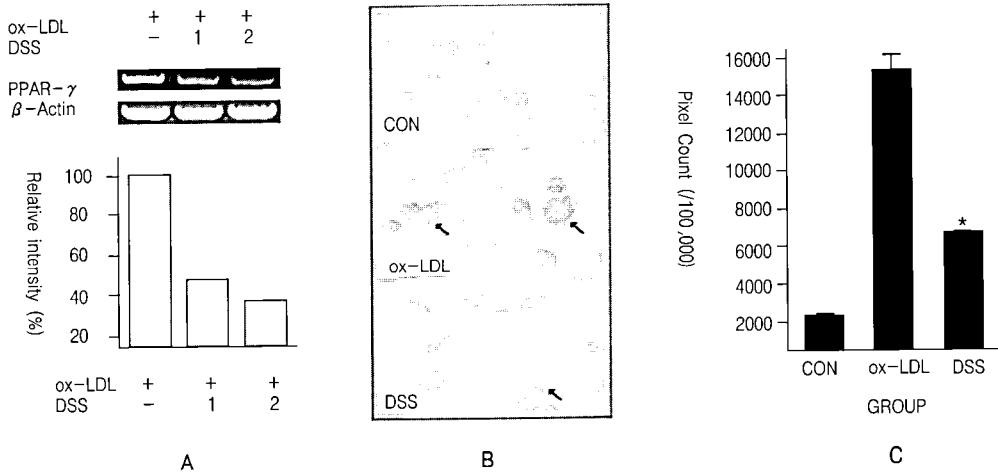 ox-LDL + + +
DSS − 1 2
PPAR-γ
β-Actin
Relative intensity (%)
100
80
60
40
20
ox-LDL + + +
DSS − 1 2
A
CON
ox-LDL
DSS
B
Pixel Count (/100,000)
16000
14000
12000
10000
8000
6000
4000
2000
*
CON ox-LDL DSS
GROUP
C